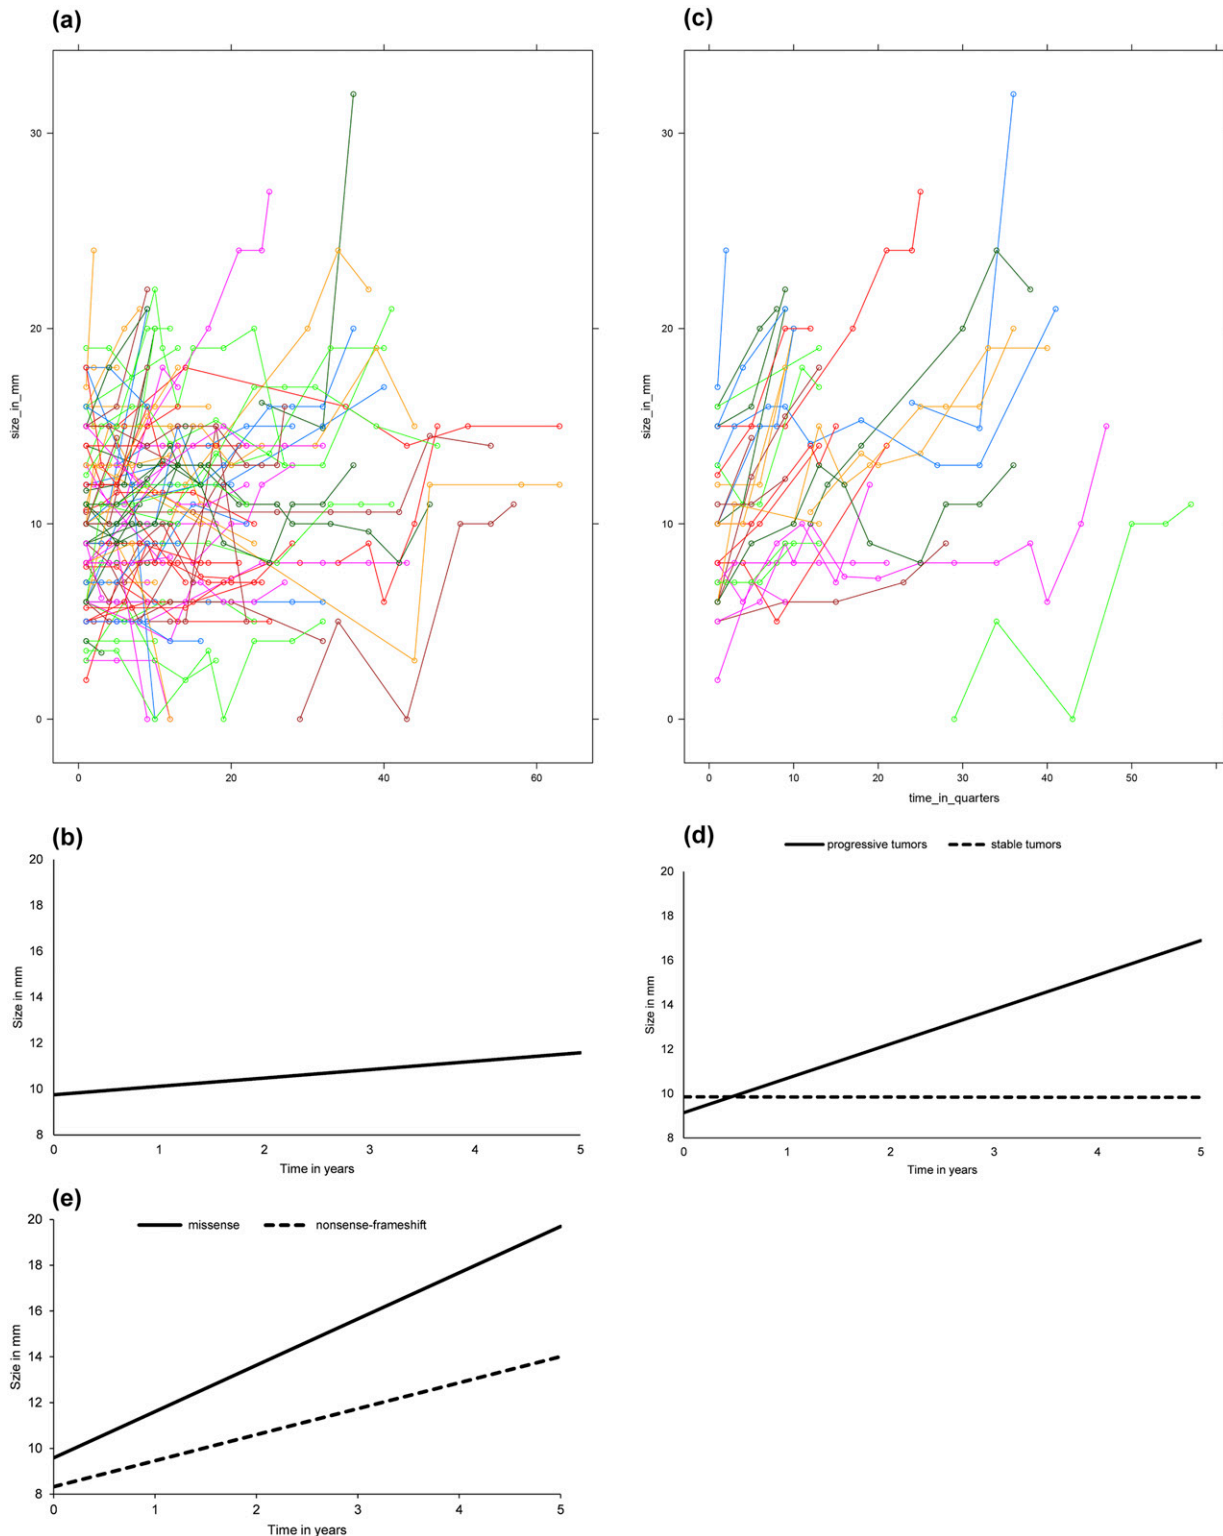 (a)
size_in_mm
30
20
10
0
0 20 40 60
(c)
size_in_mm
30
20
10
0
0 10 20 30 40 50
time_in_quarters
(b)
Size in mm
20
18
16
14
12
10
8
0 1 2 3 4 5
Time in years
(d)
progressive tumors stable tumors
Size in mm
20
18
16
14
12
10
8
0 1 2 3 4 5
Time in years
(e)
missense nonsense-frameshift
Szie in mm
20
18
16
14
12
10
8
0 1 2 3 4 5
Time in years